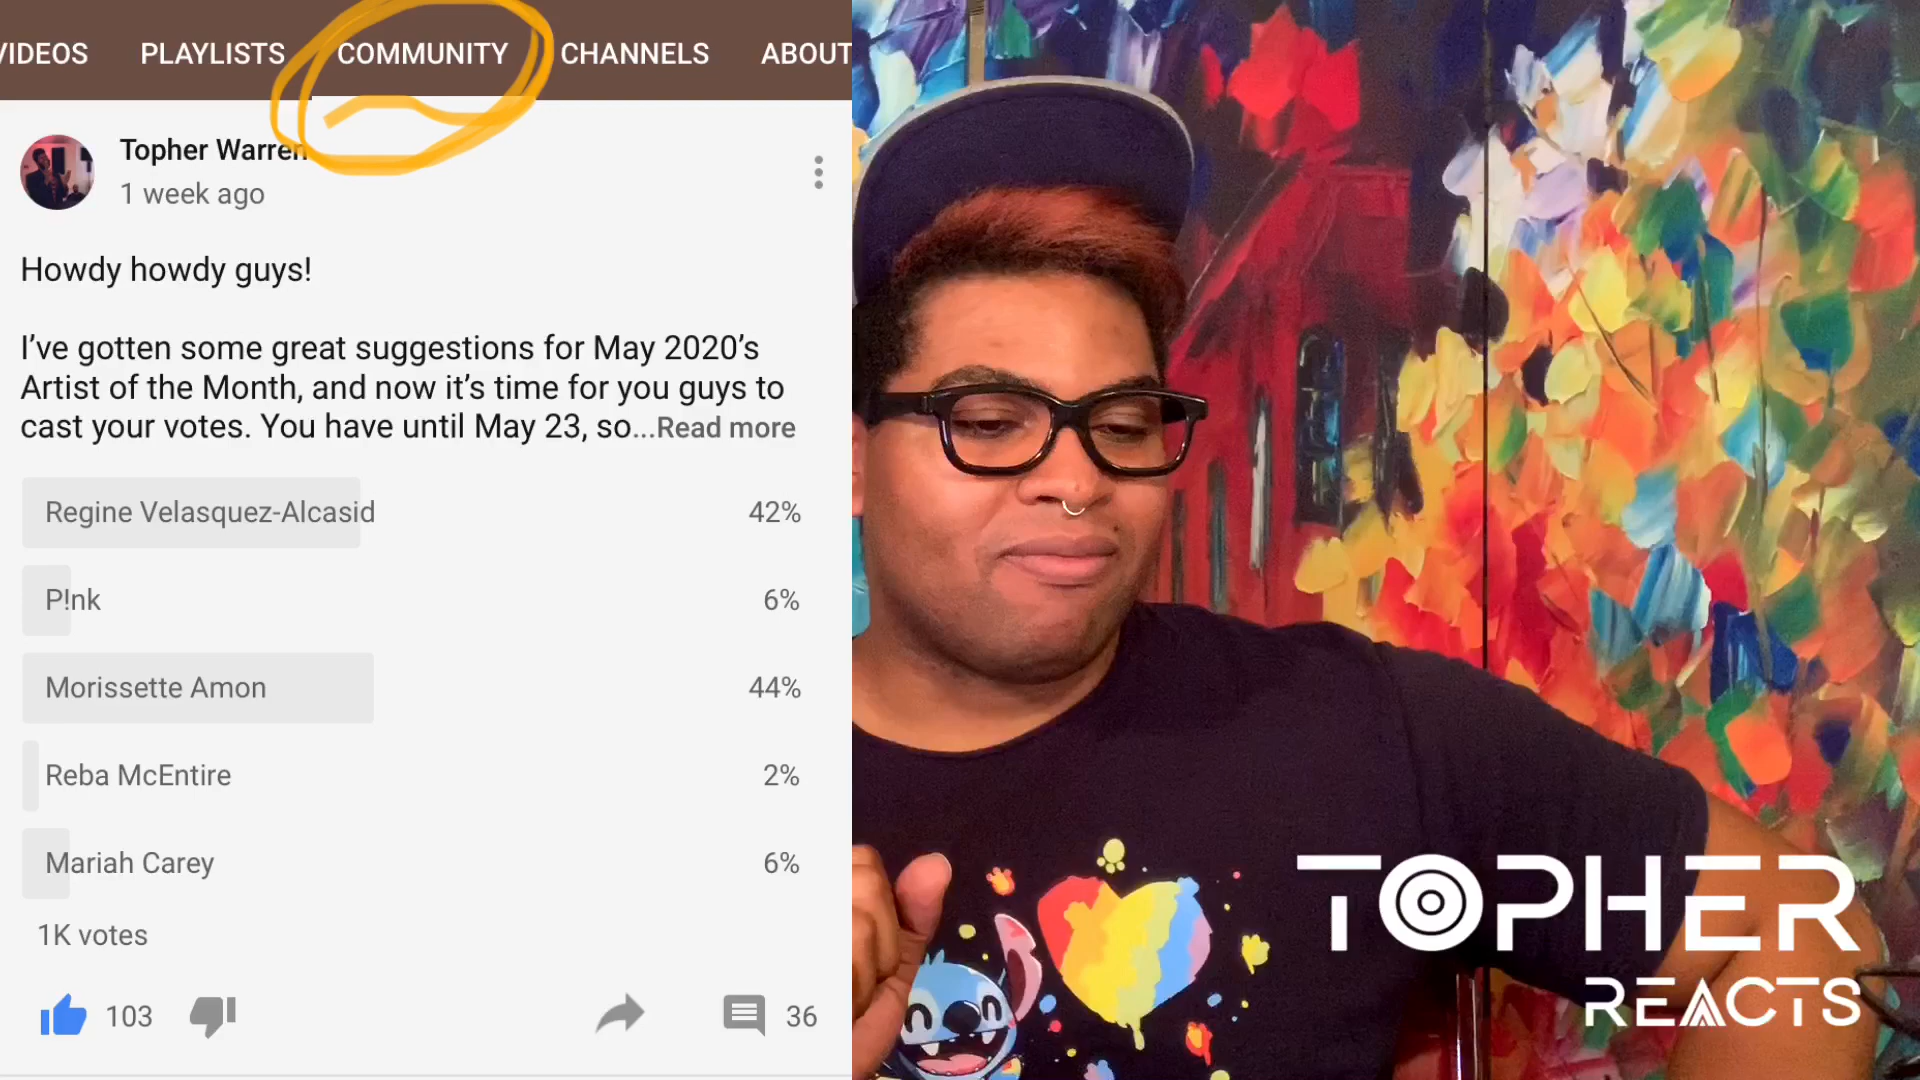 VIDEOS PLAYLISTS COMMUNITY CHANNELS ABOUT
Topher Warren
1 week ago
Howdy howdy guys!
I’ve gotten some great suggestions for May 2020’s
Artist of the Month, and now it’s time for you guys to
cast your votes. You have until May 23, so...Read more
Regine Velasquez-Alcasid 42%
P!nk 6%
Morissette Amon 44%
Reba McEntire 2%
Mariah Carey 6%
1K votes
103 36
TOPHER
REACTS